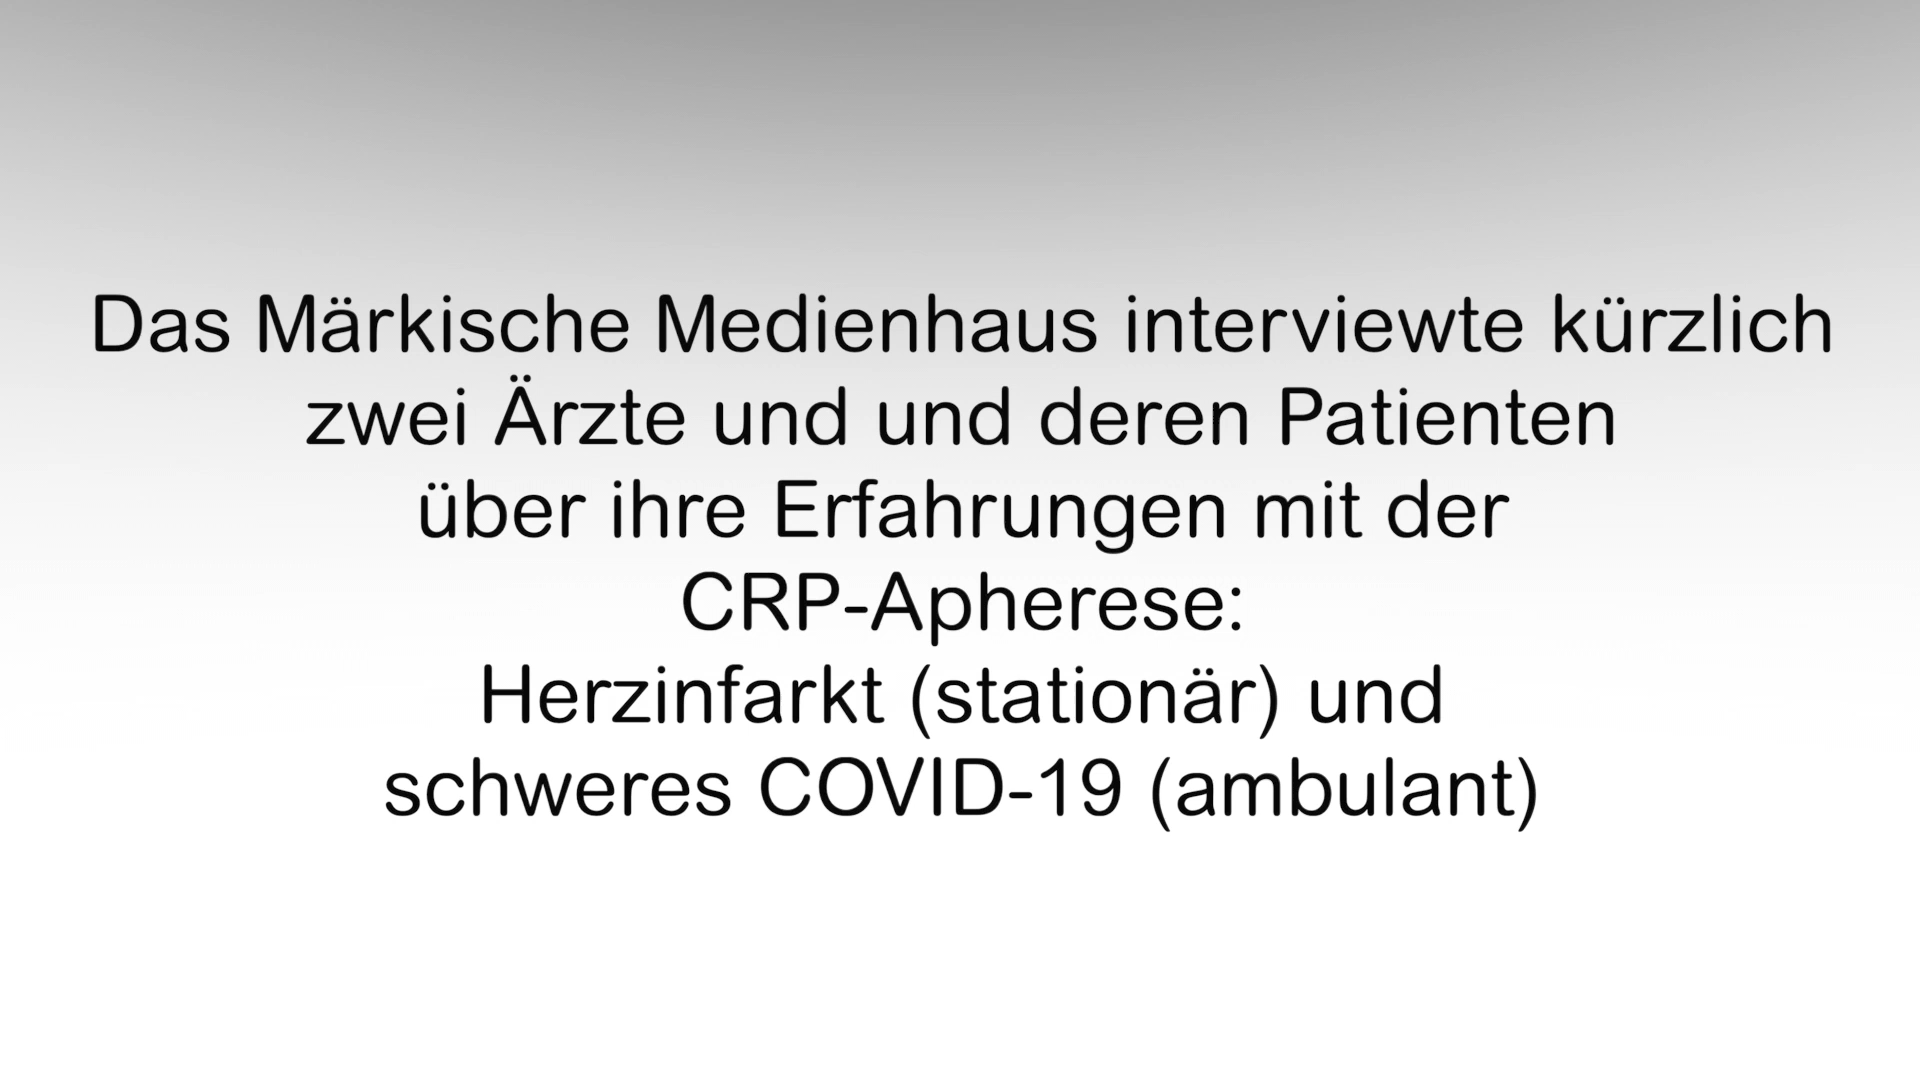 Das Märkische Medienhaus interviewte kürzlich
zwei Ärzte und und deren Patienten
über ihre Erfahrungen mit der
CRP-Apherese:
Herzinfarkt (stationär) und
schweres COVID-19 (ambulant)